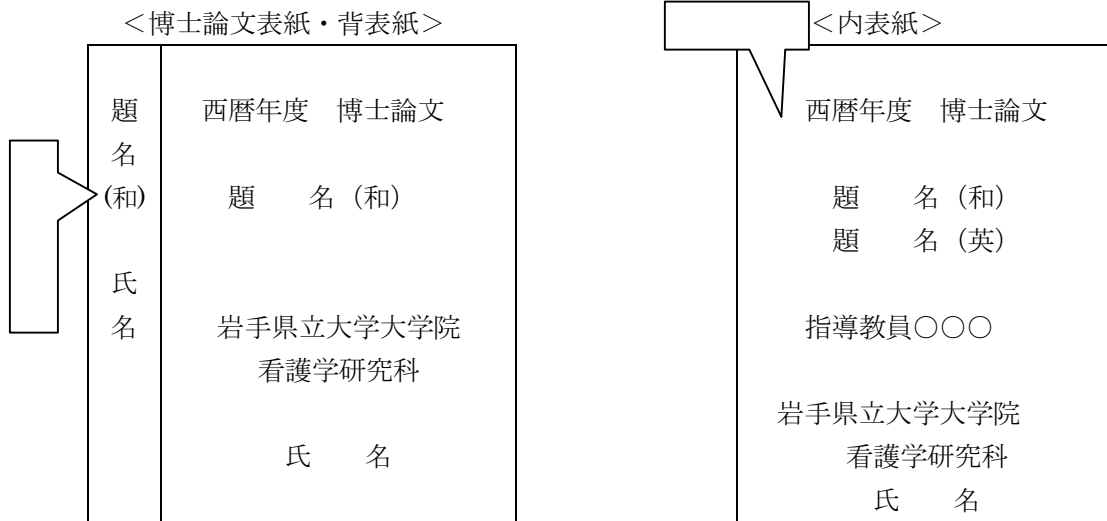 ＜博士論文表紙・背表紙＞
題名(和)
氏名
西暦年度　博士論文
題　　名（和）
岩手県立大学大学院
看護学研究科
氏　　名
＜内表紙＞
西暦年度　博士論文
題　　名（和）
題　　名（英）
指導教員○○○
岩手県立大学大学院
看護学研究科
氏　　名